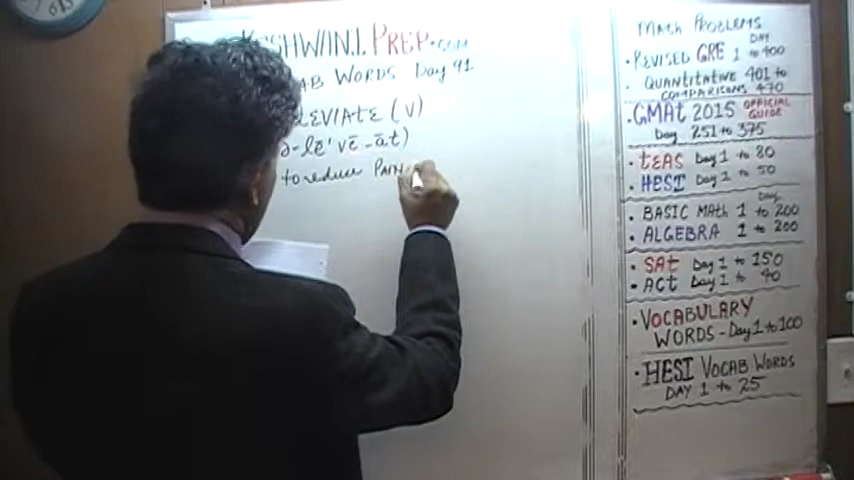 ESHWINI PREP.com
AB WORDS Day 91
LEVIATE (V)
ə-lē' vē-āt)
to reduce PAIN
MATH PROBLEMS
• REVISED GRE DAY 1 to 400
• QUANTITATIVE COMPARISONS 401 to 470
• GMAT 2015 OFFICIAL GUIDE
Day 251 to 375
• TEAS Day 1 to 80
• HESI Day 1 to 50
• BASIC MATH Day 1 to 200
• ALGEBRA 1 to 200
• SAT Day 1 to 150
• ACT Day 1 to 90
• VOCABULARY
WORDS - Day 1 to 100
• HESI VOCAB WORDS
DAY 1 to 25